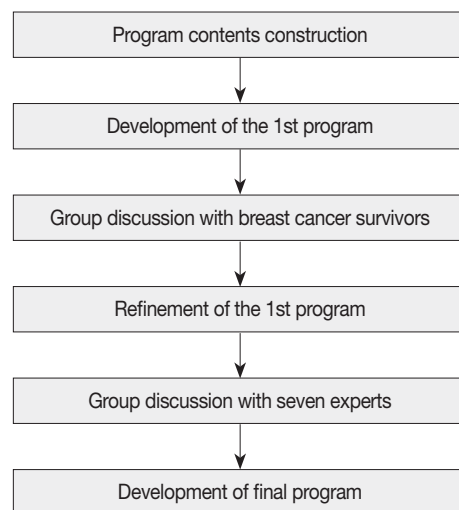 Program contents construction
Development of the 1st program
Group discussion with breast cancer survivors
Refinement of the 1st program
Group discussion with seven experts
Development of final program